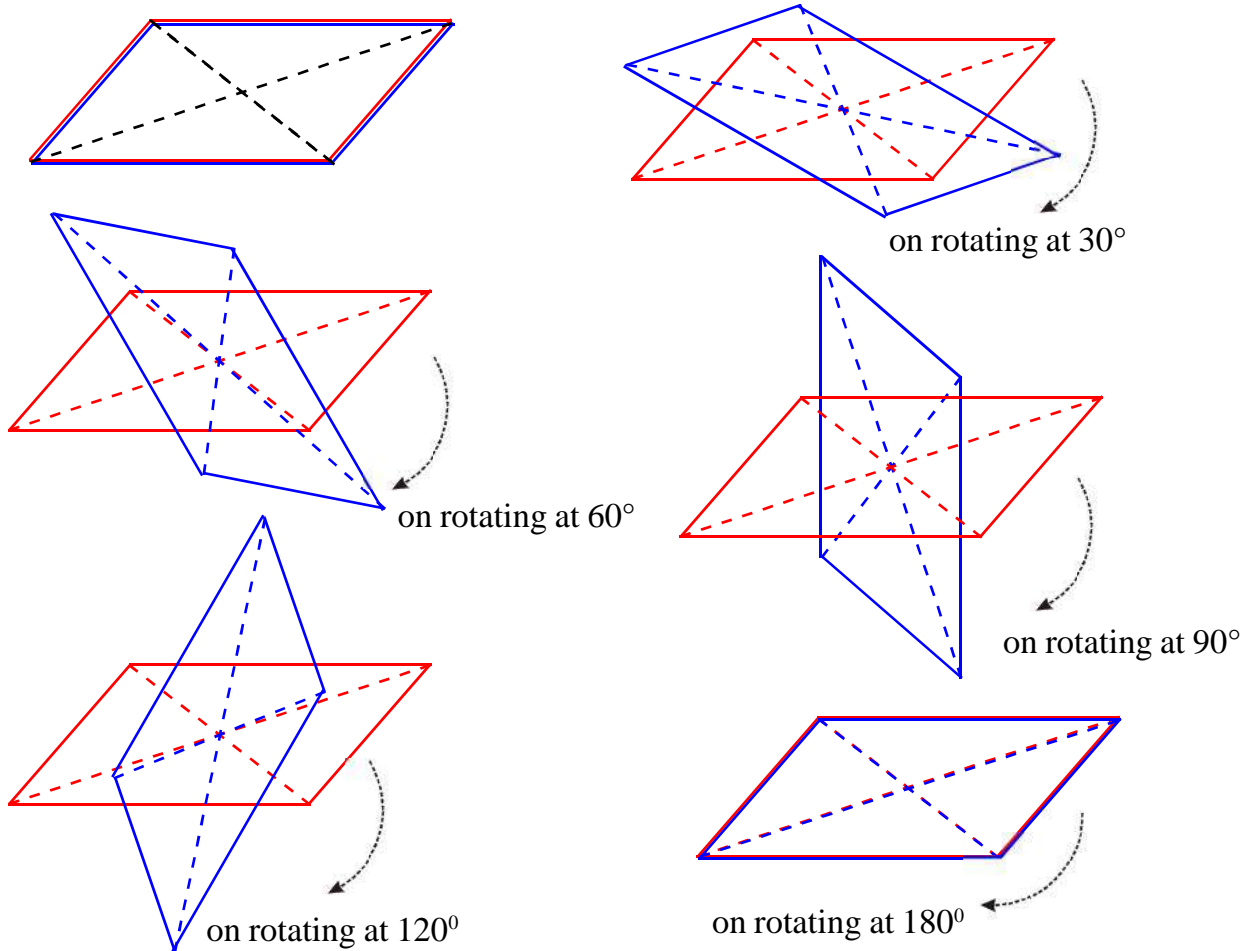 on rotating at 30°
on rotating at 60°
on rotating at 90°
on rotating at 120⁰
on rotating at 180⁰